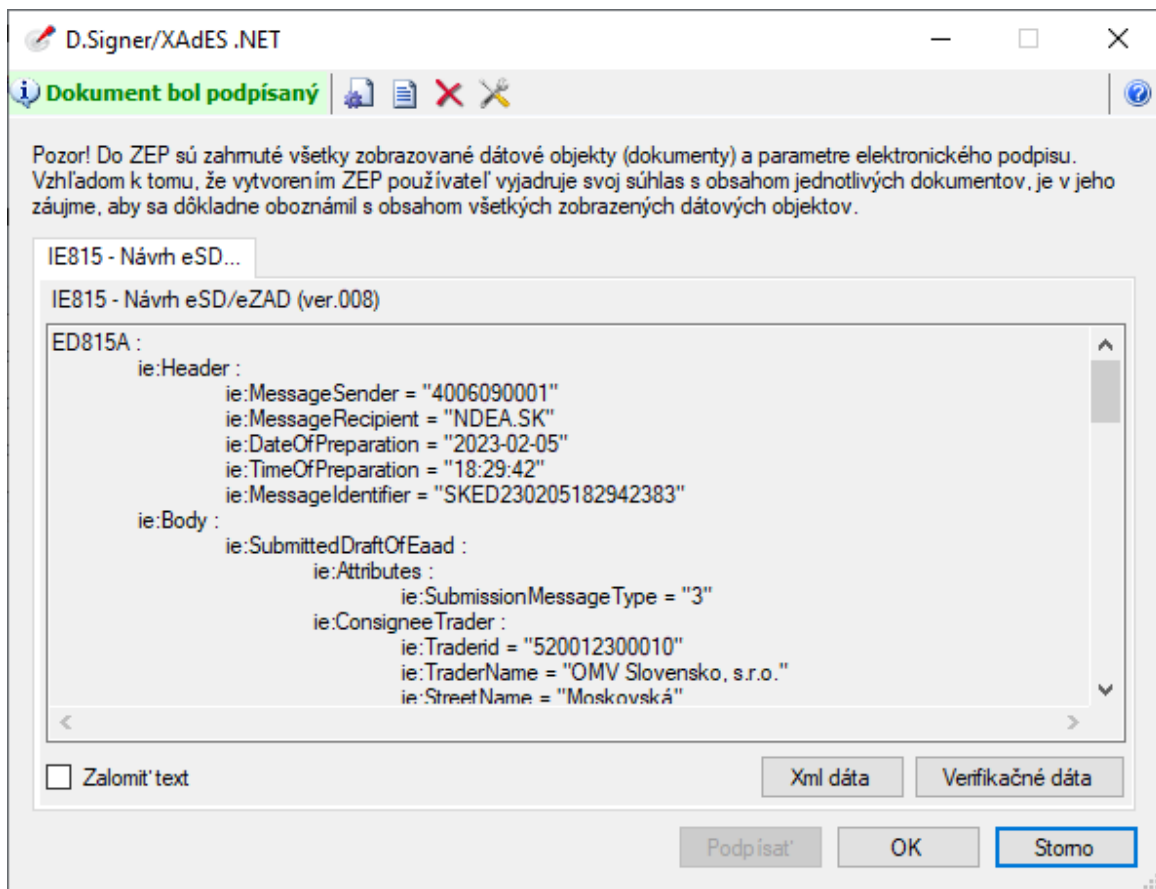 D.Signer/XAdES .NET
Dokument bol podpísaný
Pozor! Do ZEP sú zahrnuté všetky zobrazované dátové objekty (dokumenty) a parametre elektronického podpisu.
Vzhľadom k tomu, že vytvorením ZEP používateľ vyjadruje svoj súhlas s obsahom jednotlivých dokumentov, je v jeho
záujme, aby sa dôkladne oboznámil s obsahom všetkých zobrazených dátových objektov.
IE815 - Návrh eSD...
IE815 - Návrh eSD/eZAD (ver.008)
ED815A :
ie:Header :
ie:MessageSender = "4006090001"
ie:MessageRecipient = "NDEA.SK"
ie:DateOfPreparation = "2023-02-05"
ie:TimeOfPreparation = "18:29:42"
ie:MessageIdentifier = "SKED230205182942383"
ie:Body :
ie:SubmittedDraftOfEaad :
ie:Attributes :
ie:SubmissionMessageType = "3"
ie:ConsigneeTrader :
ie:Traderid = "520012300010"
ie:TraderName = "OMV Slovensko, s.r.o."
ie:StreetName = "Moskovská"
Zalomiť text
Xml dáta
Verifikačné dáta
Podpísať
OK
Storno